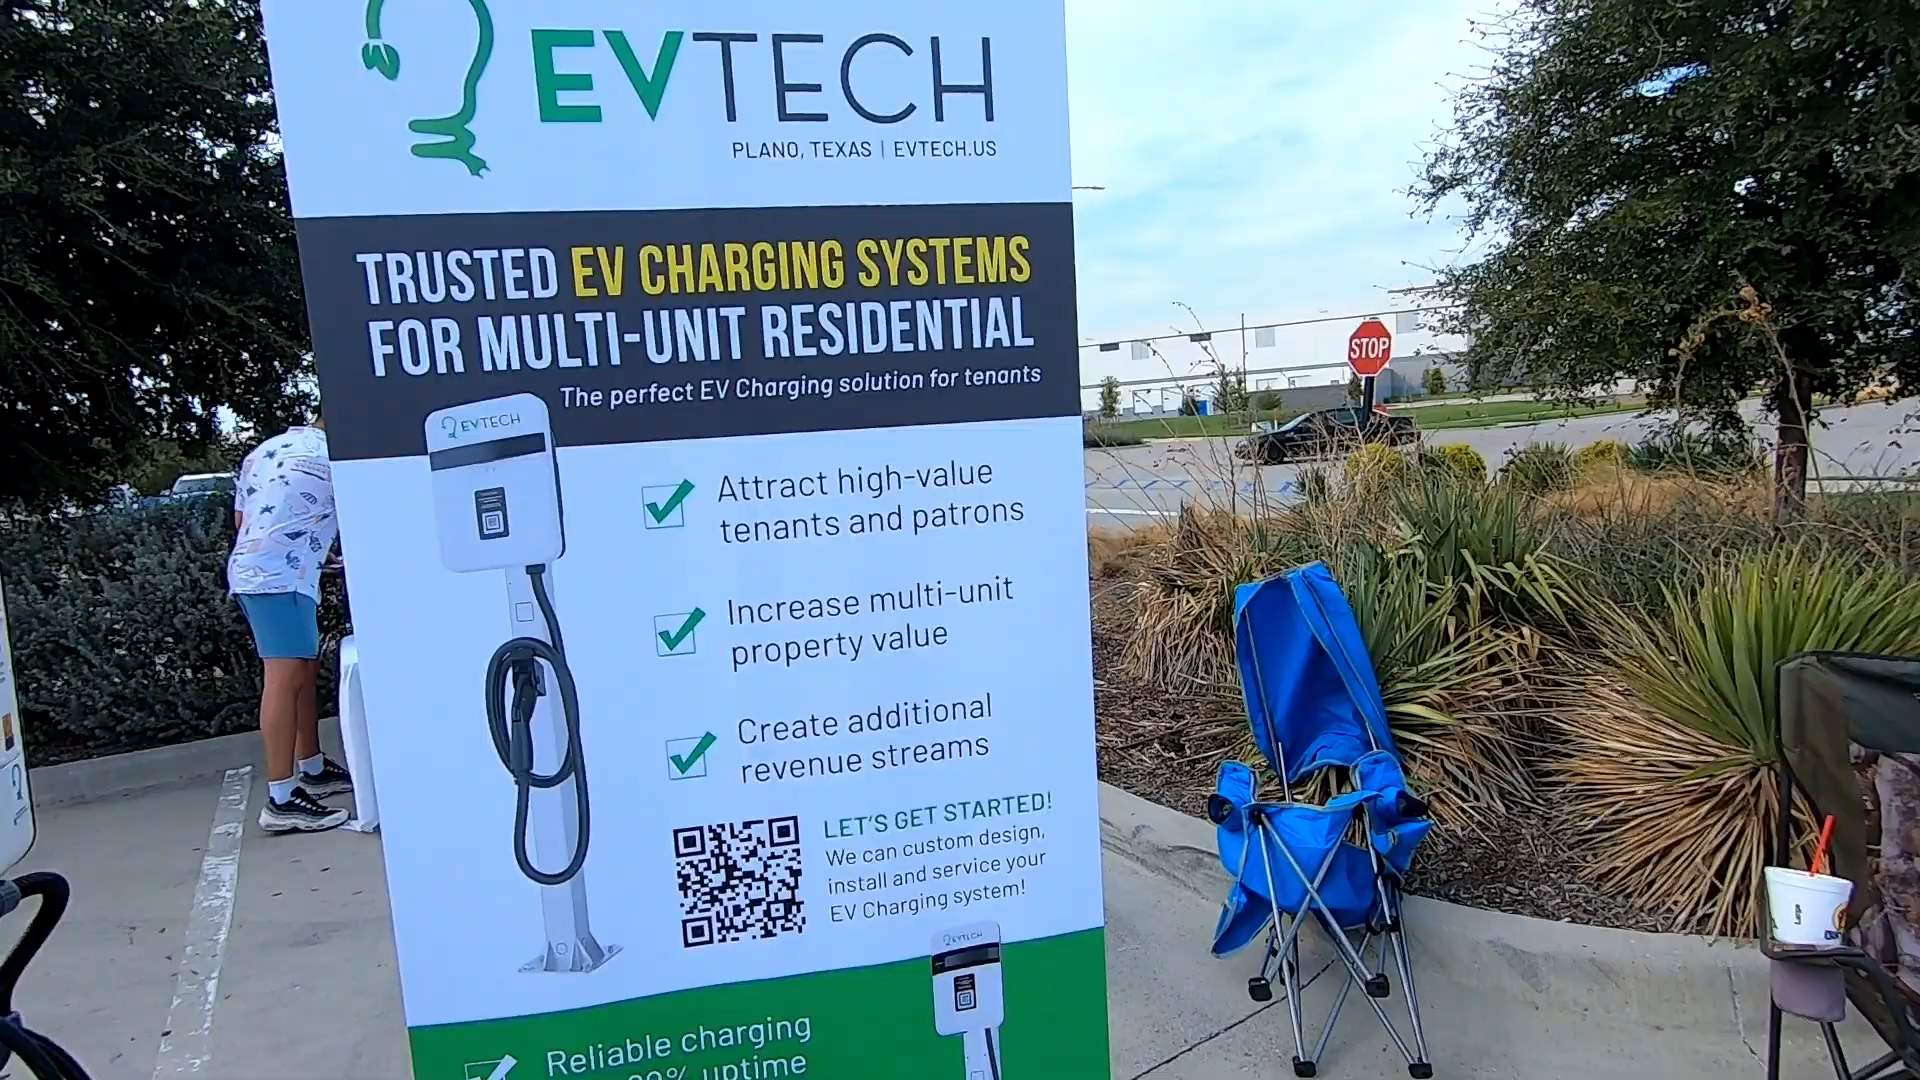 EVTECH
PLANO, TEXAS | EVTECH.US
TRUSTED EV CHARGING SYSTEMS
FOR MULTI-UNIT RESIDENTIAL
The perfect EV Charging solution for tenants
EVTECH
Attract high-value
tenants and patrons
Increase multi-unit
property value
Create additional
revenue streams
LET'S GET STARTED!
We can custom design,
install and service your
EV Charging system!
EVTECH
Reliable charging
uptime
STOP
Large